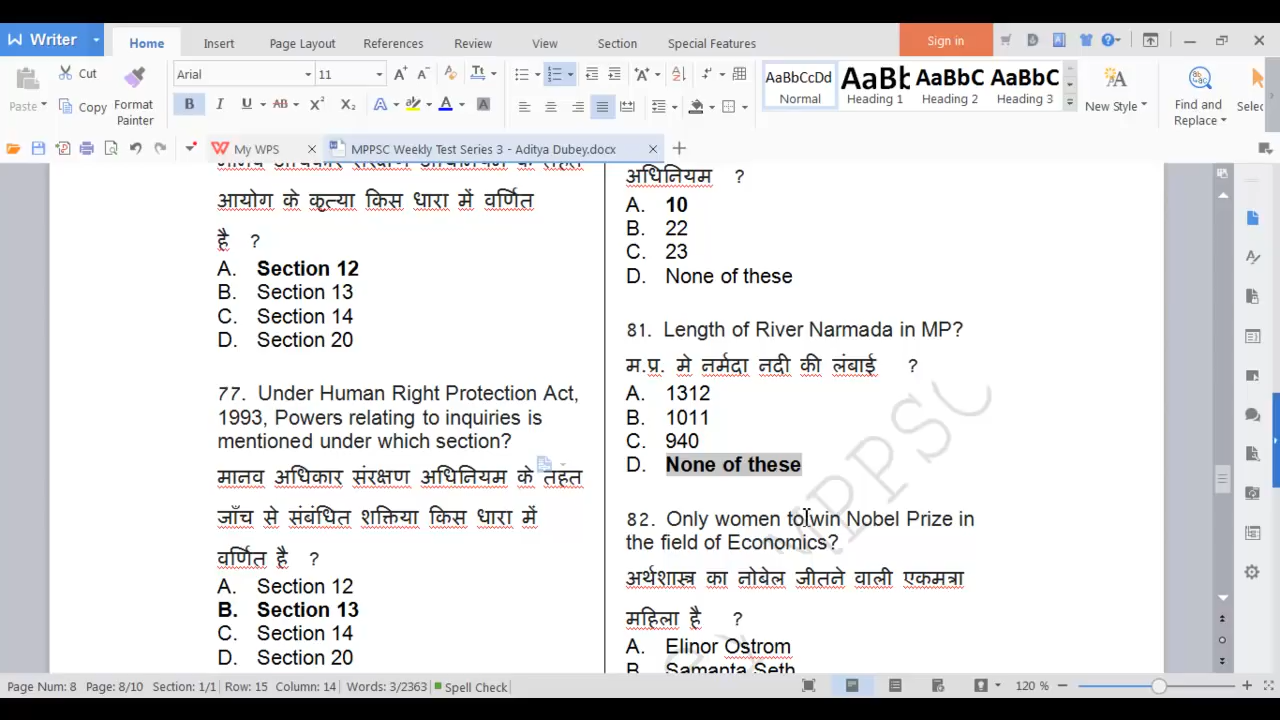 Writer
Home
Insert
Page Layout
References
Review
View
Section
Special Features
Sign in
Paste
Cut
Copy
Format
Painter
Arial
11
AaBbCcDd
Normal
AaBb
Heading 1
AaBbC
Heading 2
AaBbC
Heading 3
New Style
Find and
Replace
Selec
My WPS
MPPSC Weekly Test Series 3 - Aditya Dubey.docx
आयोग के कृत्या किस धारा में वर्णित
है ?
A. Section 12
B. Section 13
C. Section 14
D. Section 20
77. Under Human Right Protection Act,
1993, Powers relating to inquiries is
mentioned under which section?
मानव अधिकार संरक्षण अधिनियम के तहत
जाँच से संबंधित शक्तिया किस धारा में
वर्णित है ?
A. Section 12
B. Section 13
C. Section 14
D. Section 20
अधिनियम ?
A. 10
B. 22
C. 23
D. None of these
81. Length of River Narmada in MP?
म.प्र. मे नर्मदा नदी की लंबाई ?
A. 1312
B. 1011
C. 940
D. None of these
82. Only women to win Nobel Prize in
the field of Economics?
अर्थशास्त्र का नोबेल जीतने वाली एकमत्रा
महिला है ?
A. Elinor Ostrom
B. Samanta Seth
MPPSC
Page Num: 8 Page: 8/10 Section: 1/1 Row: 15 Column: 14 Words: 3/2363 Spell Check 120 %